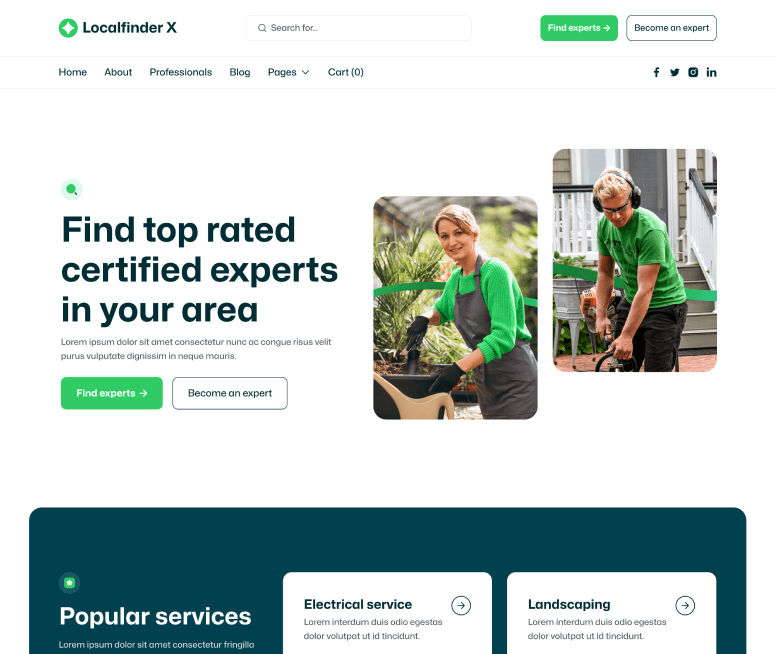 Localfinder X
Search for...
Find experts →
Become an expert
Home
About
Professionals
Blog
Pages
Cart (0)
Find top rated
certified experts
in your area
Lorem ipsum dolor sit amet consectetur nunc ac congue risus velit
purus vulputate dignissim in neque mauris.
Find experts →
Become an expert
Popular services
Lorem ipsum dolor sit amet consectetur fringilla
Electrical service
Lorem interdum duis odio egestas
dolor volutpat ut id tincidunt.
Landscaping
Lorem interdum duis odio egestas
dolor volutpat ut id tincidunt.